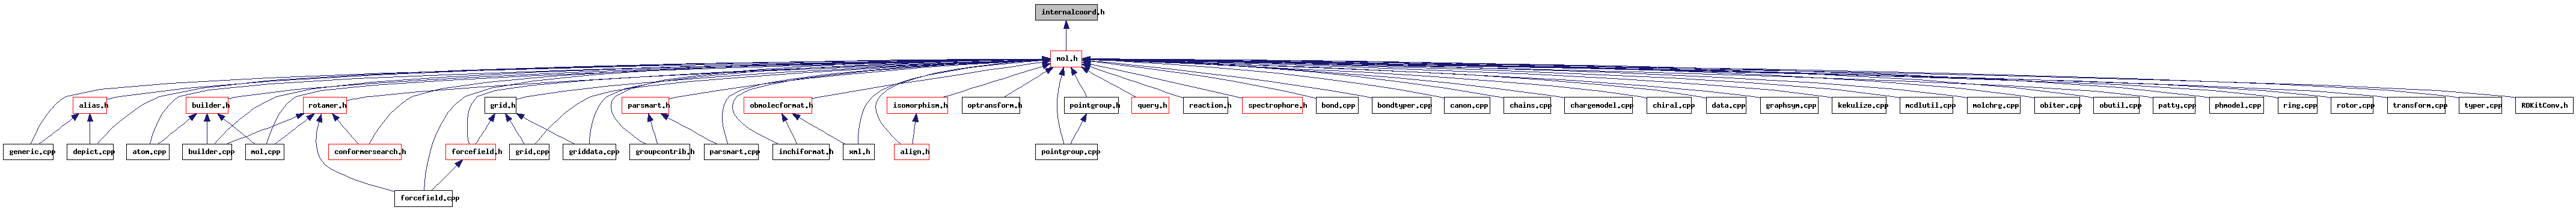 internalcoord.h
mol.h
alias.h
builder.h
rotamer.h
grid.h
parsmart.h
obmolecformat.h
isomorphism.h
optransform.h
pointgroup.h
query.h
reaction.h
spectrophore.h
bond.cpp
bondtyper.cpp
canon.cpp
chains.cpp
chargemodel.cpp
chiral.cpp
data.cpp
graphsym.cpp
kekulize.cpp
mcdlutil.cpp
molchrg.cpp
obiter.cpp
obutil.cpp
patty.cpp
phmodel.cpp
ring.cpp
rotor.cpp
transform.cpp
typer.cpp
RDKitConv.h
generic.cpp
depict.cpp
atom.cpp
builder.cpp
mol.cpp
conformersearch.h
forcefield.h
grid.cpp
griddata.cpp
groupcontrib.h
parsmart.cpp
inchiformat.h
xml.h
align.h
pointgroup.cpp
forcefield.cpp